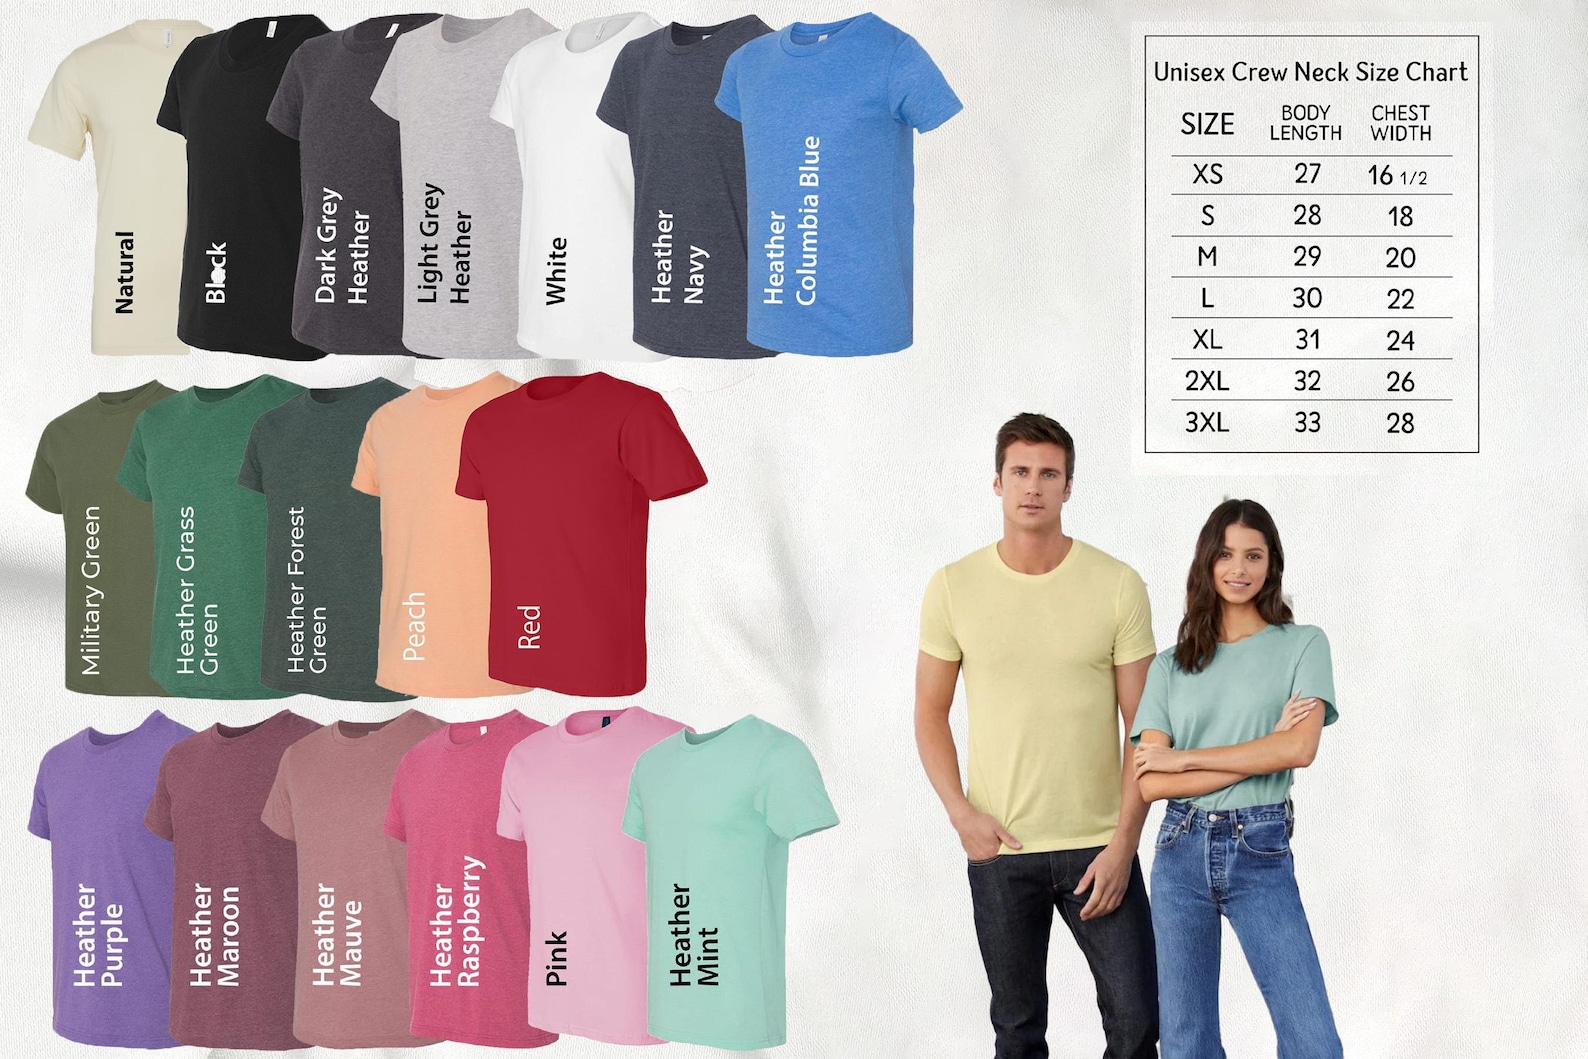 Natural
Black
Dark Grey
Heather
Light Grey
Heather
White
Heather
Navy
Heather
Columbia Blue
Unisex Crew Neck Size Chart
SIZE BODY LENGTH CHEST WIDTH
XS 27 16 1/2
S 28 18
M 29 20
L 30 22
XL 31 24
2XL 32 26
3XL 33 28
Military Green
Heather Grass
Green
Heather Forest
Green
Peach
Red
Heather
Purple
Heather
Maroon
Heather
Mauve
Heather
Raspberry
Pink
Heather
Mint